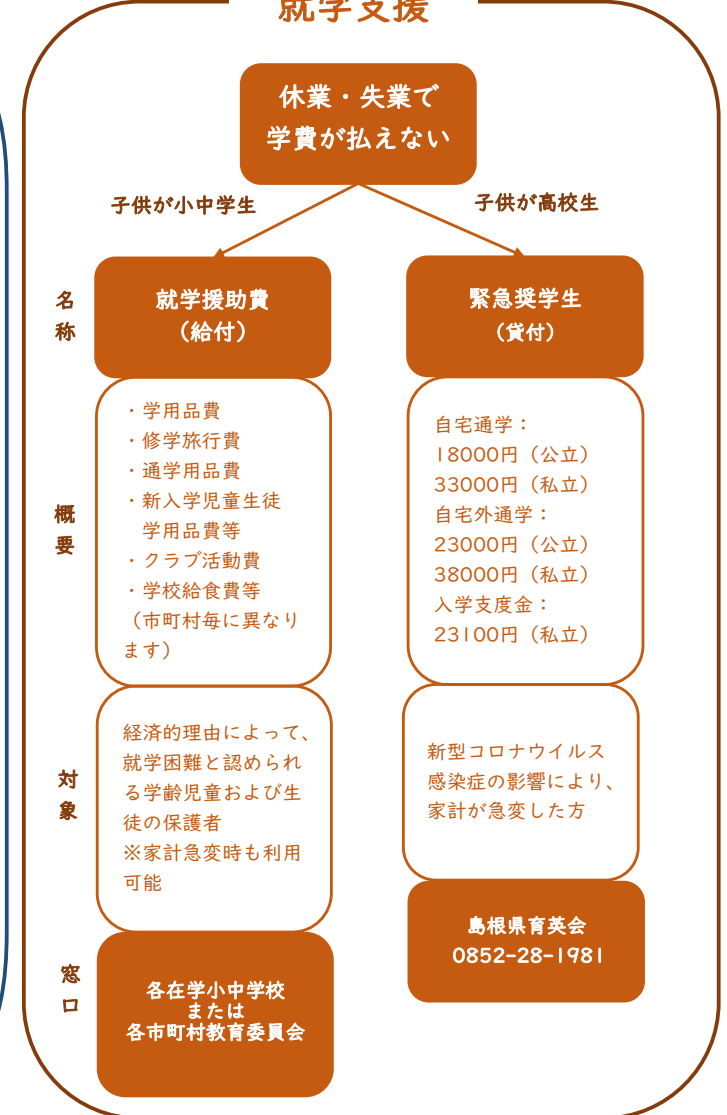 就学支援
休業・失業で
学費が払えない
子供が小中学生
子供が高校生
名称
就学援助費
（給付）
緊急奨学生
（貸付）
概要
・学用品費
・修学旅行費
・通学用品費
・新入学児童生徒
学用品費等
・クラブ活動費
・学校給食費等
（市町村毎に異なり
ます）
自宅通学：
18000円（公立）
33000円（私立）
自宅外通学：
23000円（公立）
38000円（私立）
入学支度金：
23100円（私立）
対象
経済的理由によって、
就学困難と認められ
る学齢児童および生
徒の保護者
※家計急変時も利用
可能
新型コロナウイルス
感染症の影響により、
家計が急変した方
窓口
各在学小中学校
または
各市町村教育委員会
島根県育英会
0852-28-1981